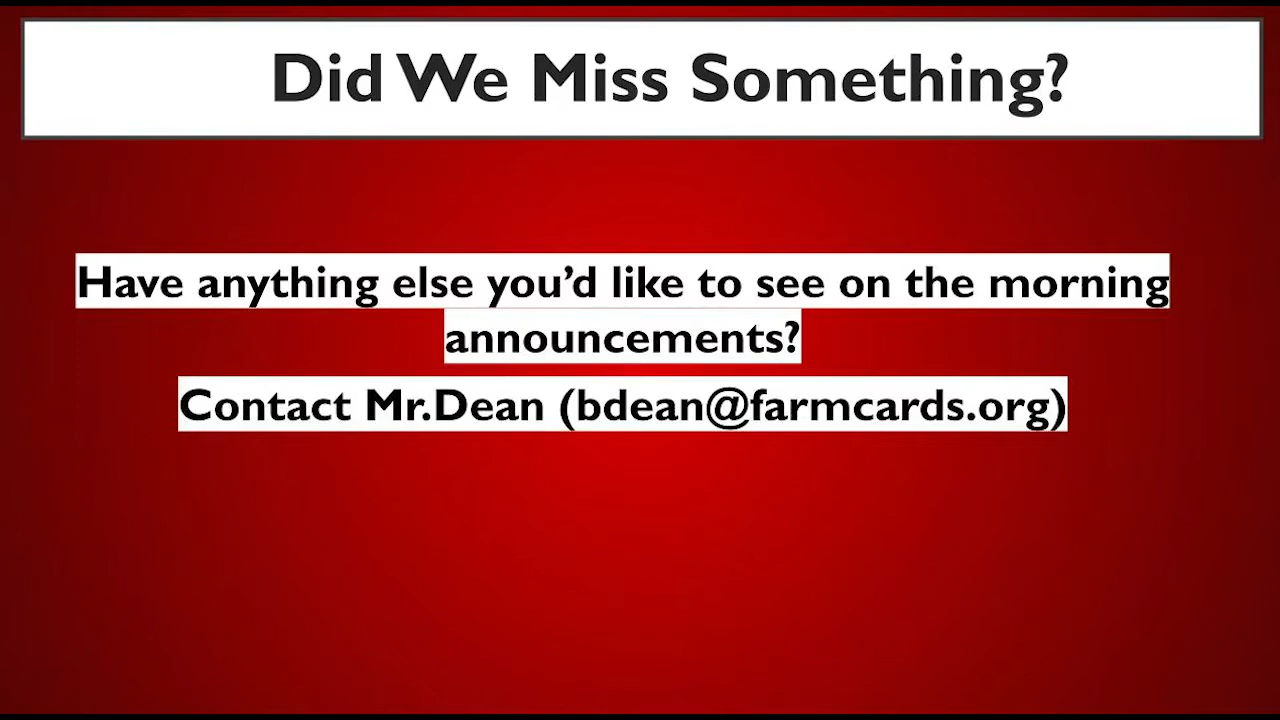 Did We Miss Something?
Have anything else you’d like to see on the morning
announcements?
Contact Mr.Dean (bdean@farmcards.org)